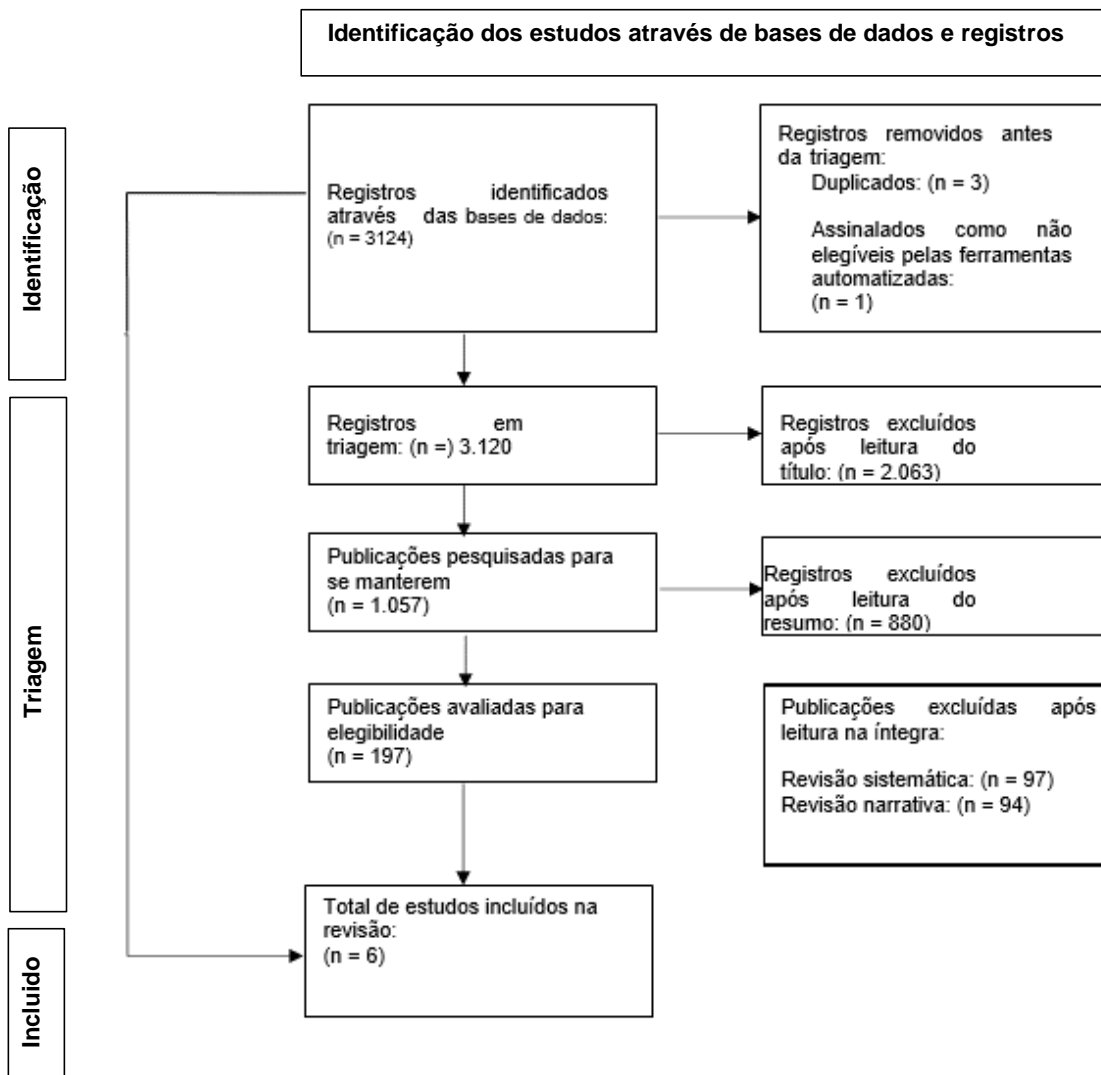 Identificação dos estudos através de bases de dados e registros
Identificação
Registros identificados
através das bases de dados:
(n = 3124)
Registros removidos antes
da triagem:
Duplicados: (n = 3)
Assinalados como não
elegíveis pelas ferramentas
automatizadas:
(n = 1)
Triagem
Registros em
triagem: (n =) 3.120
Registros excluídos
após leitura do
título: (n = 2.063)
Publicações pesquisadas para
se manterem
(n = 1.057)
Registros excluídos
após leitura do
resumo: (n = 880)
Publicações avaliadas para
elegibilidade
(n = 197)
Publicações excluídas após
leitura na íntegra:
Revisão sistemática: (n = 97)
Revisão narrativa: (n = 94)
Incluido
Total de estudos incluídos na
revisão:
(n = 6)